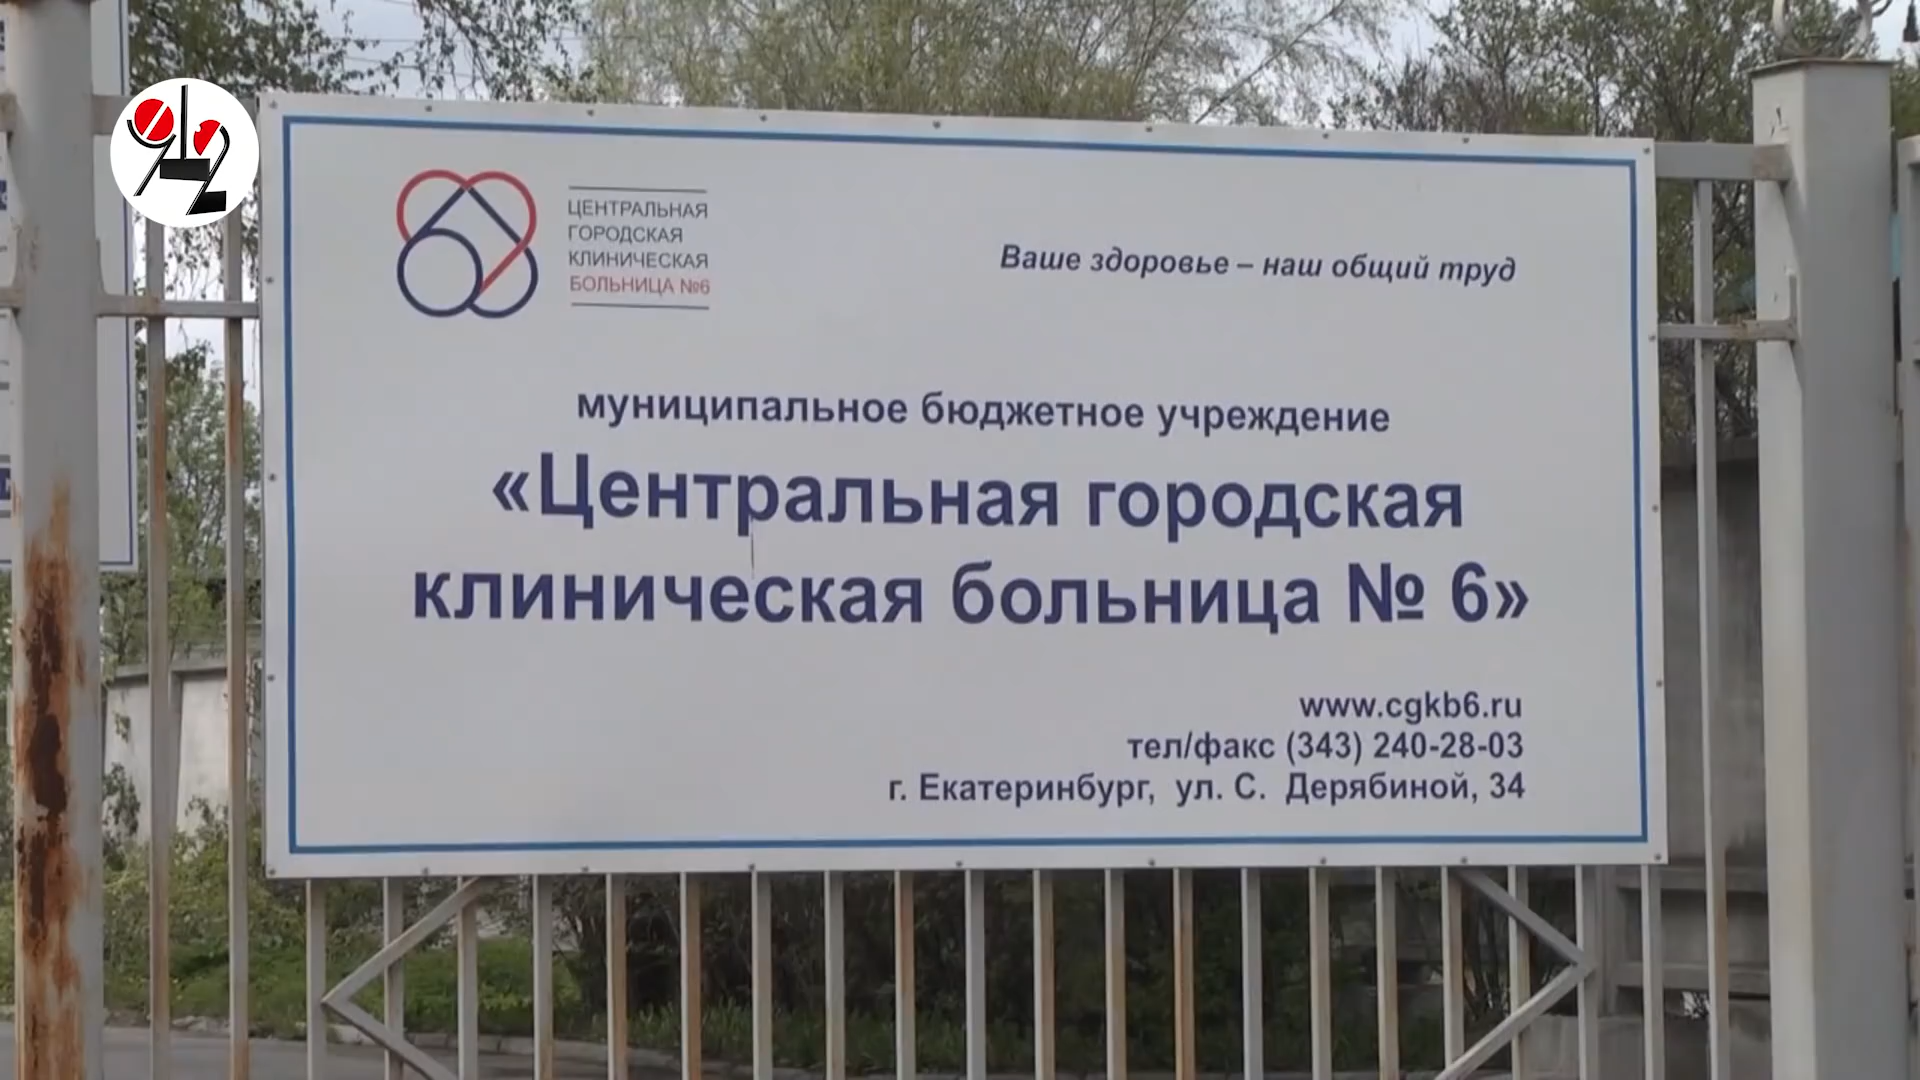 ЦЕНТРАЛЬНАЯ
ГОРОДСКАЯ
КЛИНИЧЕСКАЯ
БОЛЬНИЦА №6
Ваше здоровье – наш общий труд
муниципальное бюджетное учреждение
«Центральная городская
клиническая больница № 6»
www.cgkb6.ru
тел/факс (343) 240-28-03
г. Екатеринбург, ул. С. Дерябиной, 34